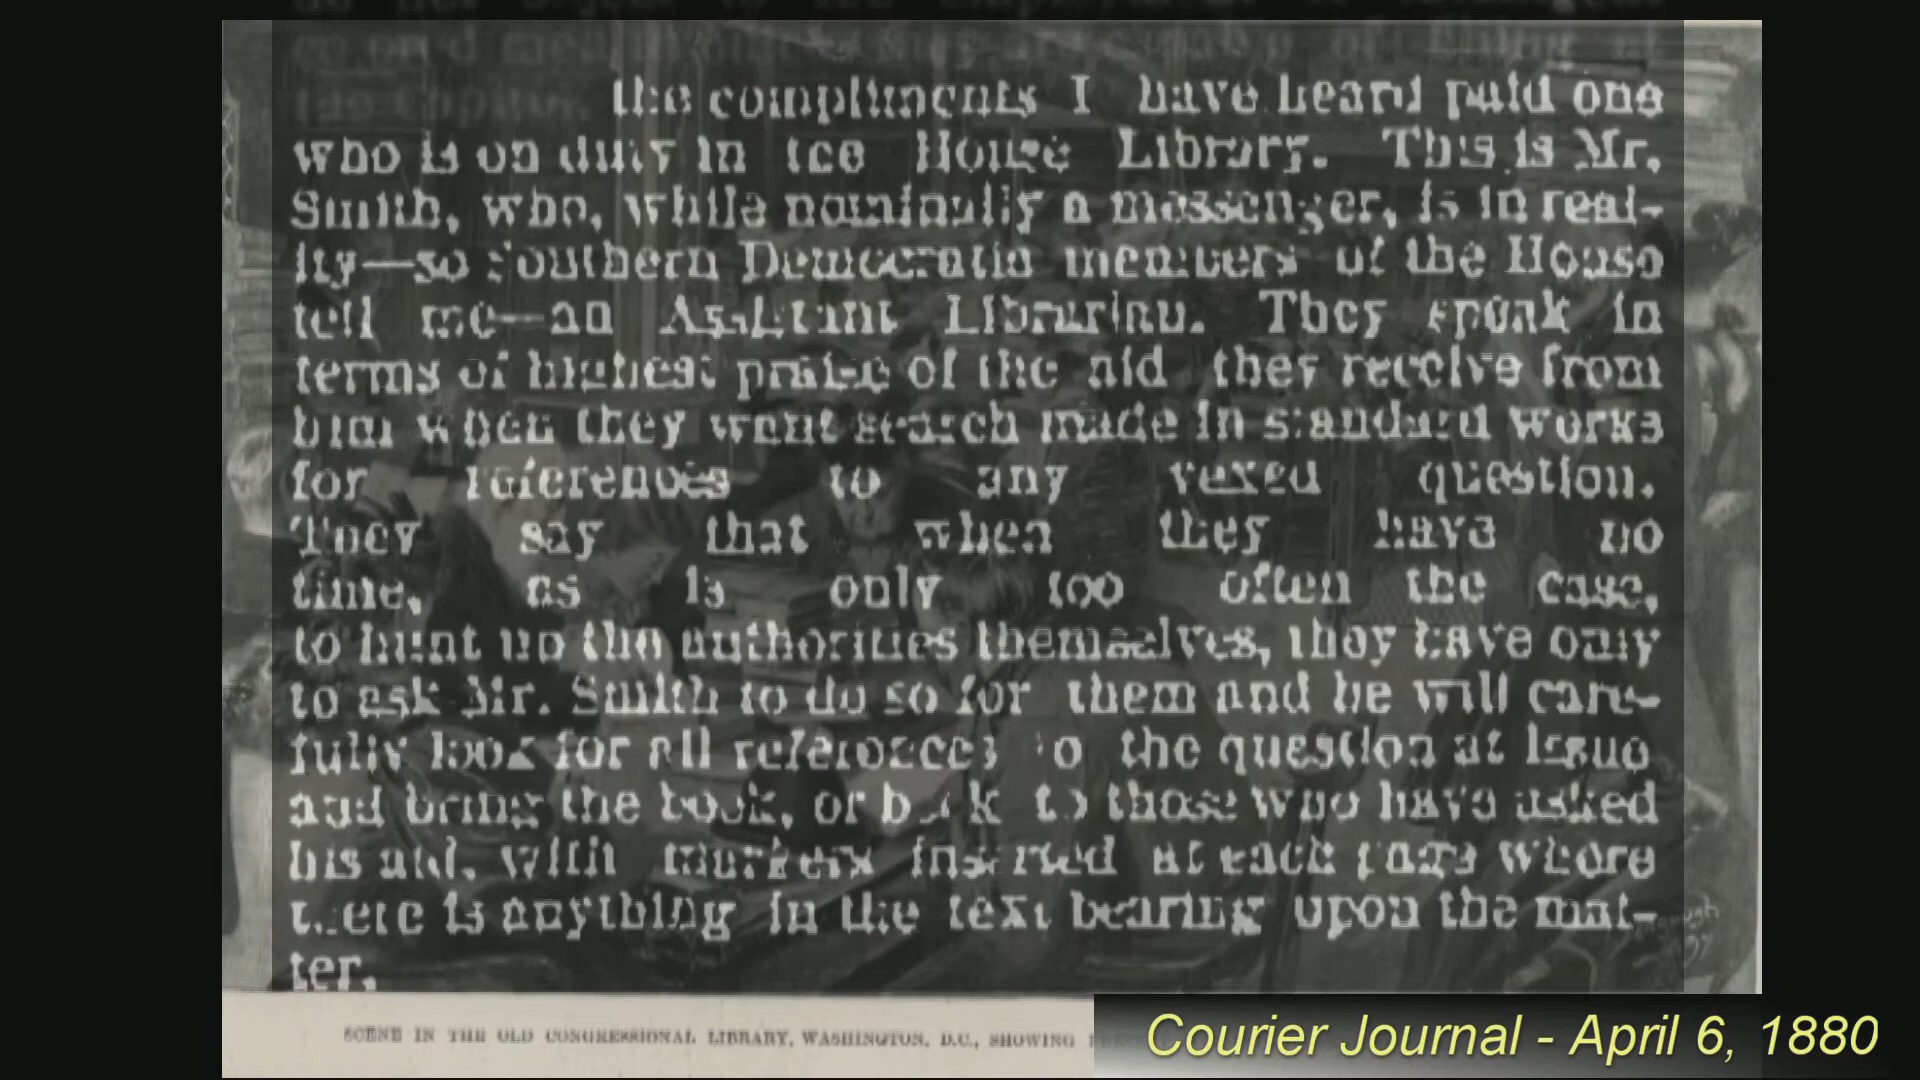 the compliments I have heard paid one
who is on duty in the House Library. This is Mr.
Smith, who, while nominally a messenger, is in real-
ity—so Southern Democratic members of the House
tell me—an Assistant Librarian. They speak in
terms of highest praise of the aid they receive from
him when they want search made in standard works
for references to any vexed question.
They say that when they have no
time, as is only too often the case,
to hunt up the authorities themselves, they have only
to ask Mr. Smith to do so for them and he will care-
fully look for all references to the question at issue
and bring the book, or book to those who have asked
his aid, with markers inserted at each page where
there is anything in the text bearing upon the mat-
ter.
SCENE IN THE OLD CONGRESSIONAL LIBRARY, WASHINGTON, D.C., SHOWING
Courier Journal - April 6, 1880